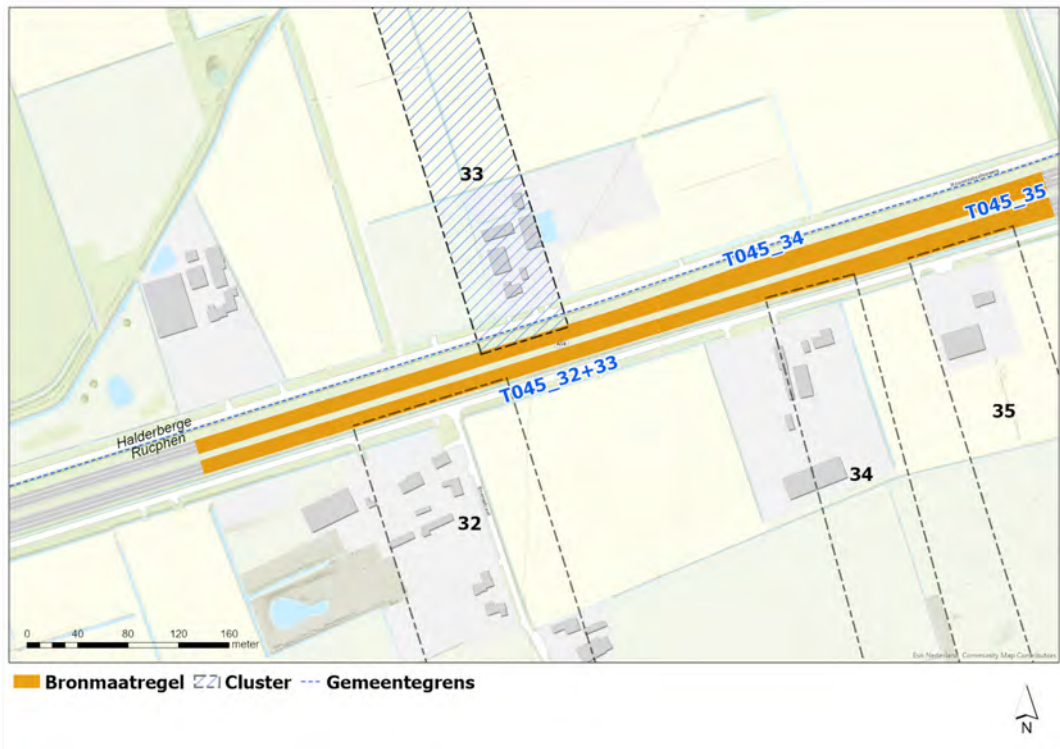 33
T045_35
T045_34
Halderberge
Rucphen
T045_32+33
35
34
32
0 40 80 120 160
meter
Esri Nederland, Community Map Contributors
Bronmaatregel Cluster Gemeentegrens
N